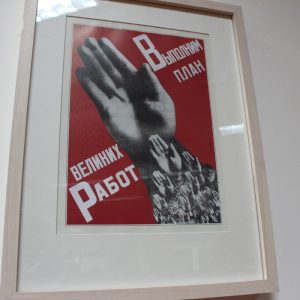 Выполним
план
великих
Работ